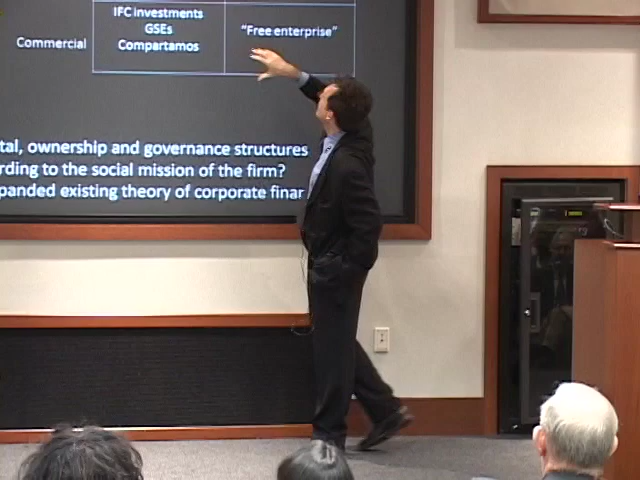 IFC investments
GSEs
Commercial
Compartamos
“Free enterprise”
tal, ownership and governance structures
rding to the social mission of the firm?
panded existing theory of corporate finan